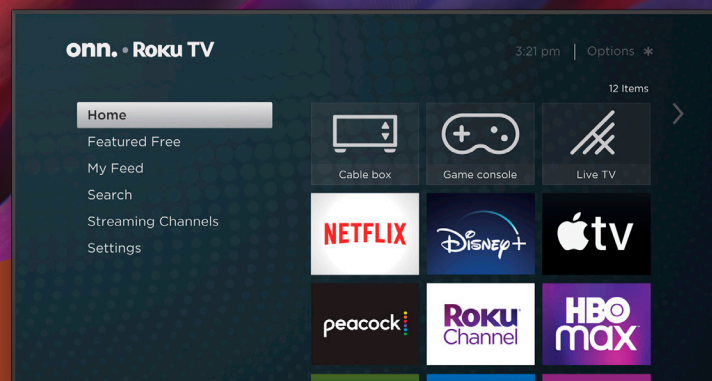 onn. • Roku TV
3:21 pm | Options *
12 Items
Home
Featured Free
My Feed
Search
Streaming Channels
Settings
Cable box
Game console
Live TV
NETFLIX
Disney+
tv
peacock
Roku Channel
HBO
max